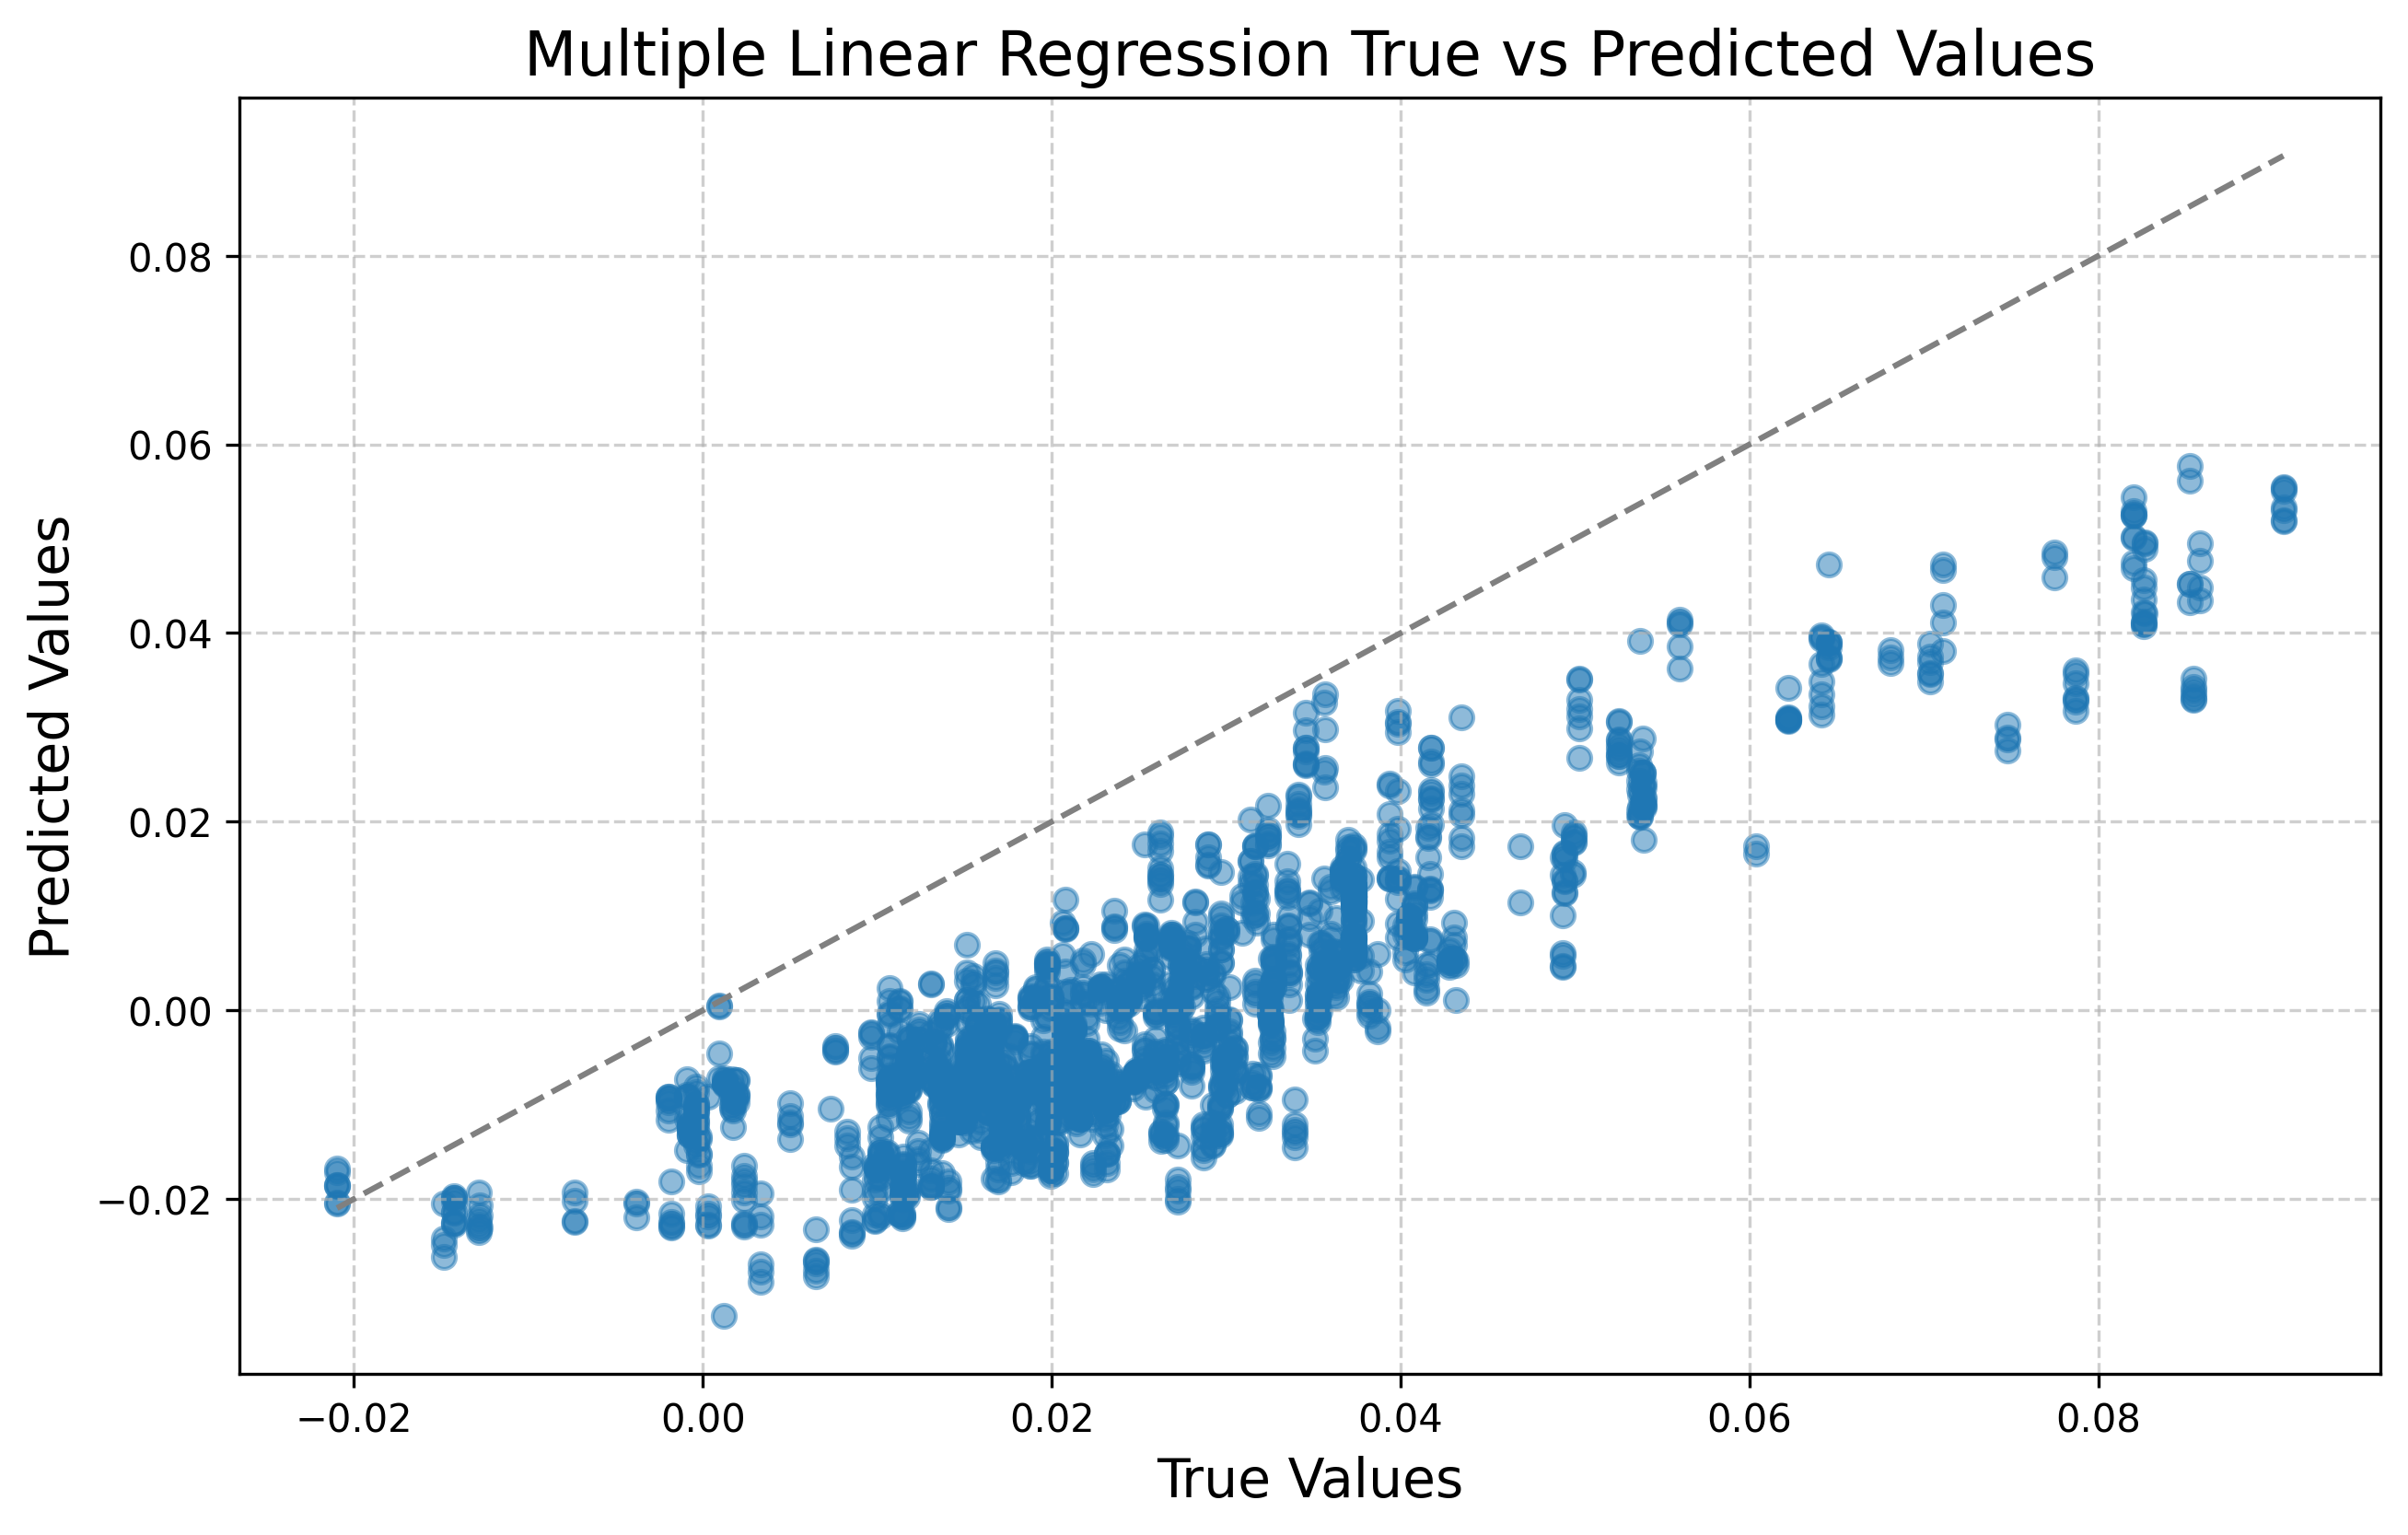 Multiple Linear Regression True vs Predicted Values
Predicted Values
0.08
0.06
0.04
0.02
0.00
−0.02
−0.02 0.00 0.02 0.04 0.06 0.08
True Values